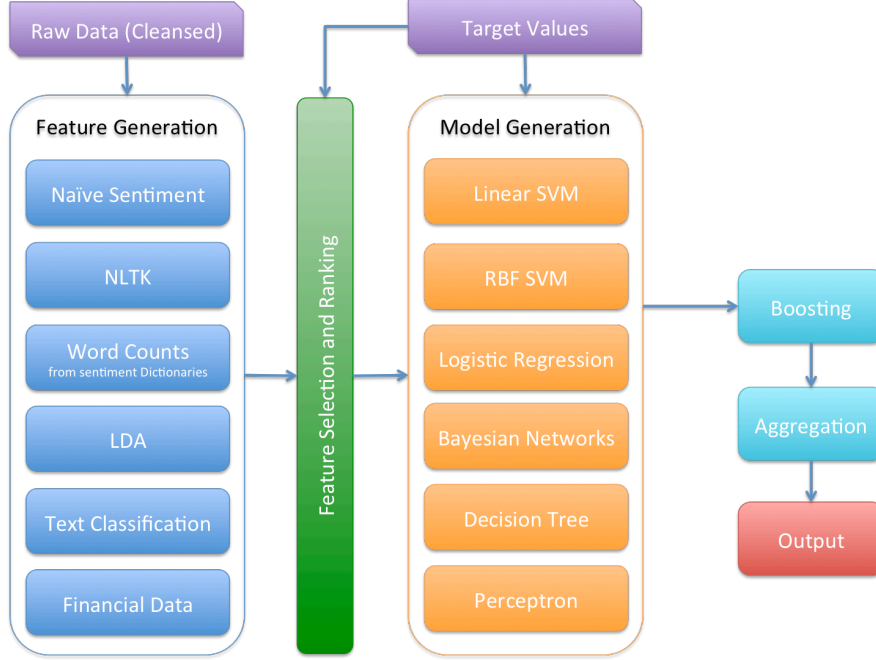 Raw Data (Cleansed)
Target Values
Feature Generation
Naïve Sentiment
NLTK
Word Counts
from sentiment Dictionaries
LDA
Text Classification
Financial Data
Feature Selection and Ranking
Model Generation
Linear SVM
RBF SVM
Logistic Regression
Bayesian Networks
Decision Tree
Perceptron
Boosting
Aggregation
Output